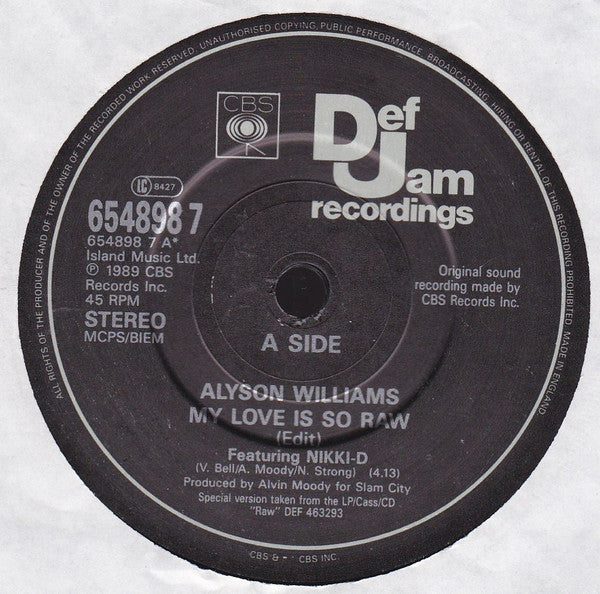 ALL RIGHTS OF THE PRODUCER AND OF THE OWNER OF THE RECORDED WORK RESERVED. UNAUTHORISED COPYING, PUBLIC PERFORMANCE, BROADCASTING, HIRING OR RENTAL OF THIS RECORDING PROHIBITED. MADE IN ENGLAND
CBS
Def
Jam
recordings
LC 8427
654898 7
654898 7 A*
Island Music Ltd.
℗ 1989 CBS
Records Inc.
45 RPM
STEREO
MCPS/BIEM
Original sound
recording made by
CBS Records Inc.
A SIDE
ALYSON WILLIAMS
MY LOVE IS SO RAW
(Edit)
Featuring NIKKI-D
(V. Bell/A. Moody/N. Strong) (4.13)
Produced by Alvin Moody for Slam City
Special version taken from the LP/Cass/CD
"Raw" DEF 463293
CBS & CBS INC.